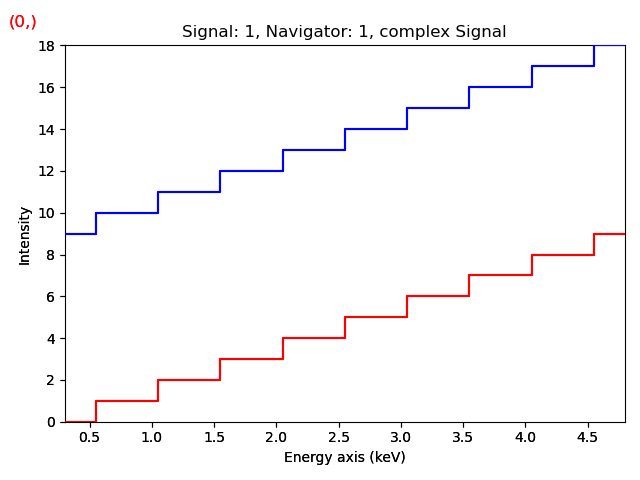 (0,)
Signal: 1, Navigator: 1, complex Signal
18
16
14
12
10
8
6
4
2
0
Intensity
0.5 1.0 1.5 2.0 2.5 3.0 3.5 4.0 4.5
Energy axis (keV)